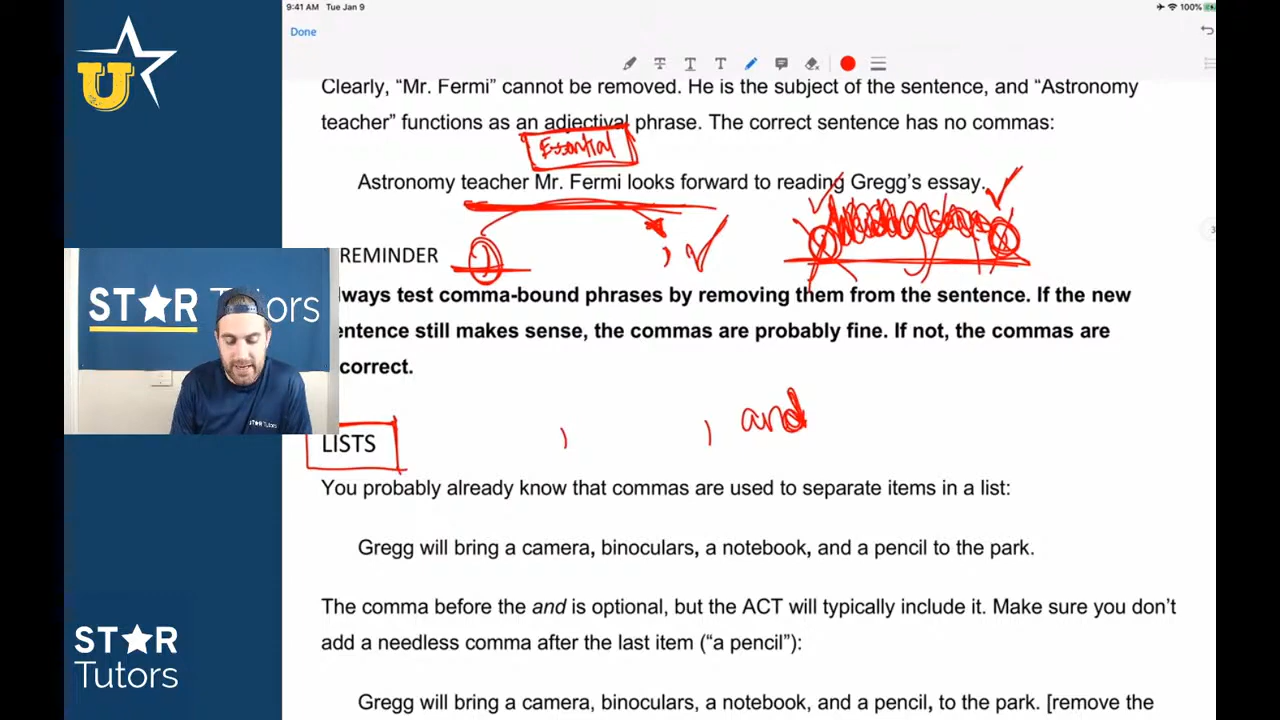 9:41 AM Tue Jan 9
100%
Done
U
Clearly, “Mr. Fermi” cannot be removed. He is the subject of the sentence, and “Astronomy
teacher” functions as an adjectival phrase. The correct sentence has no commas:
Essential
Astronomy teacher Mr. Fermi looks forward to reading Gregg’s essay.
REMINDER
STAR
Tutors
lways test comma-bound phrases by removing them from the sentence. If the new
entence still makes sense, the commas are probably fine. If not, the commas are
correct.
STAR Tutors
, , and
LISTS
You probably already know that commas are used to separate items in a list:
Gregg will bring a camera, binoculars, a notebook, and a pencil to the park.
The comma before the and is optional, but the ACT will typically include it. Make sure you don’t
add a needless comma after the last item (“a pencil”):
STAR
Tutors
Gregg will bring a camera, binoculars, a notebook, and a pencil, to the park. [remove the